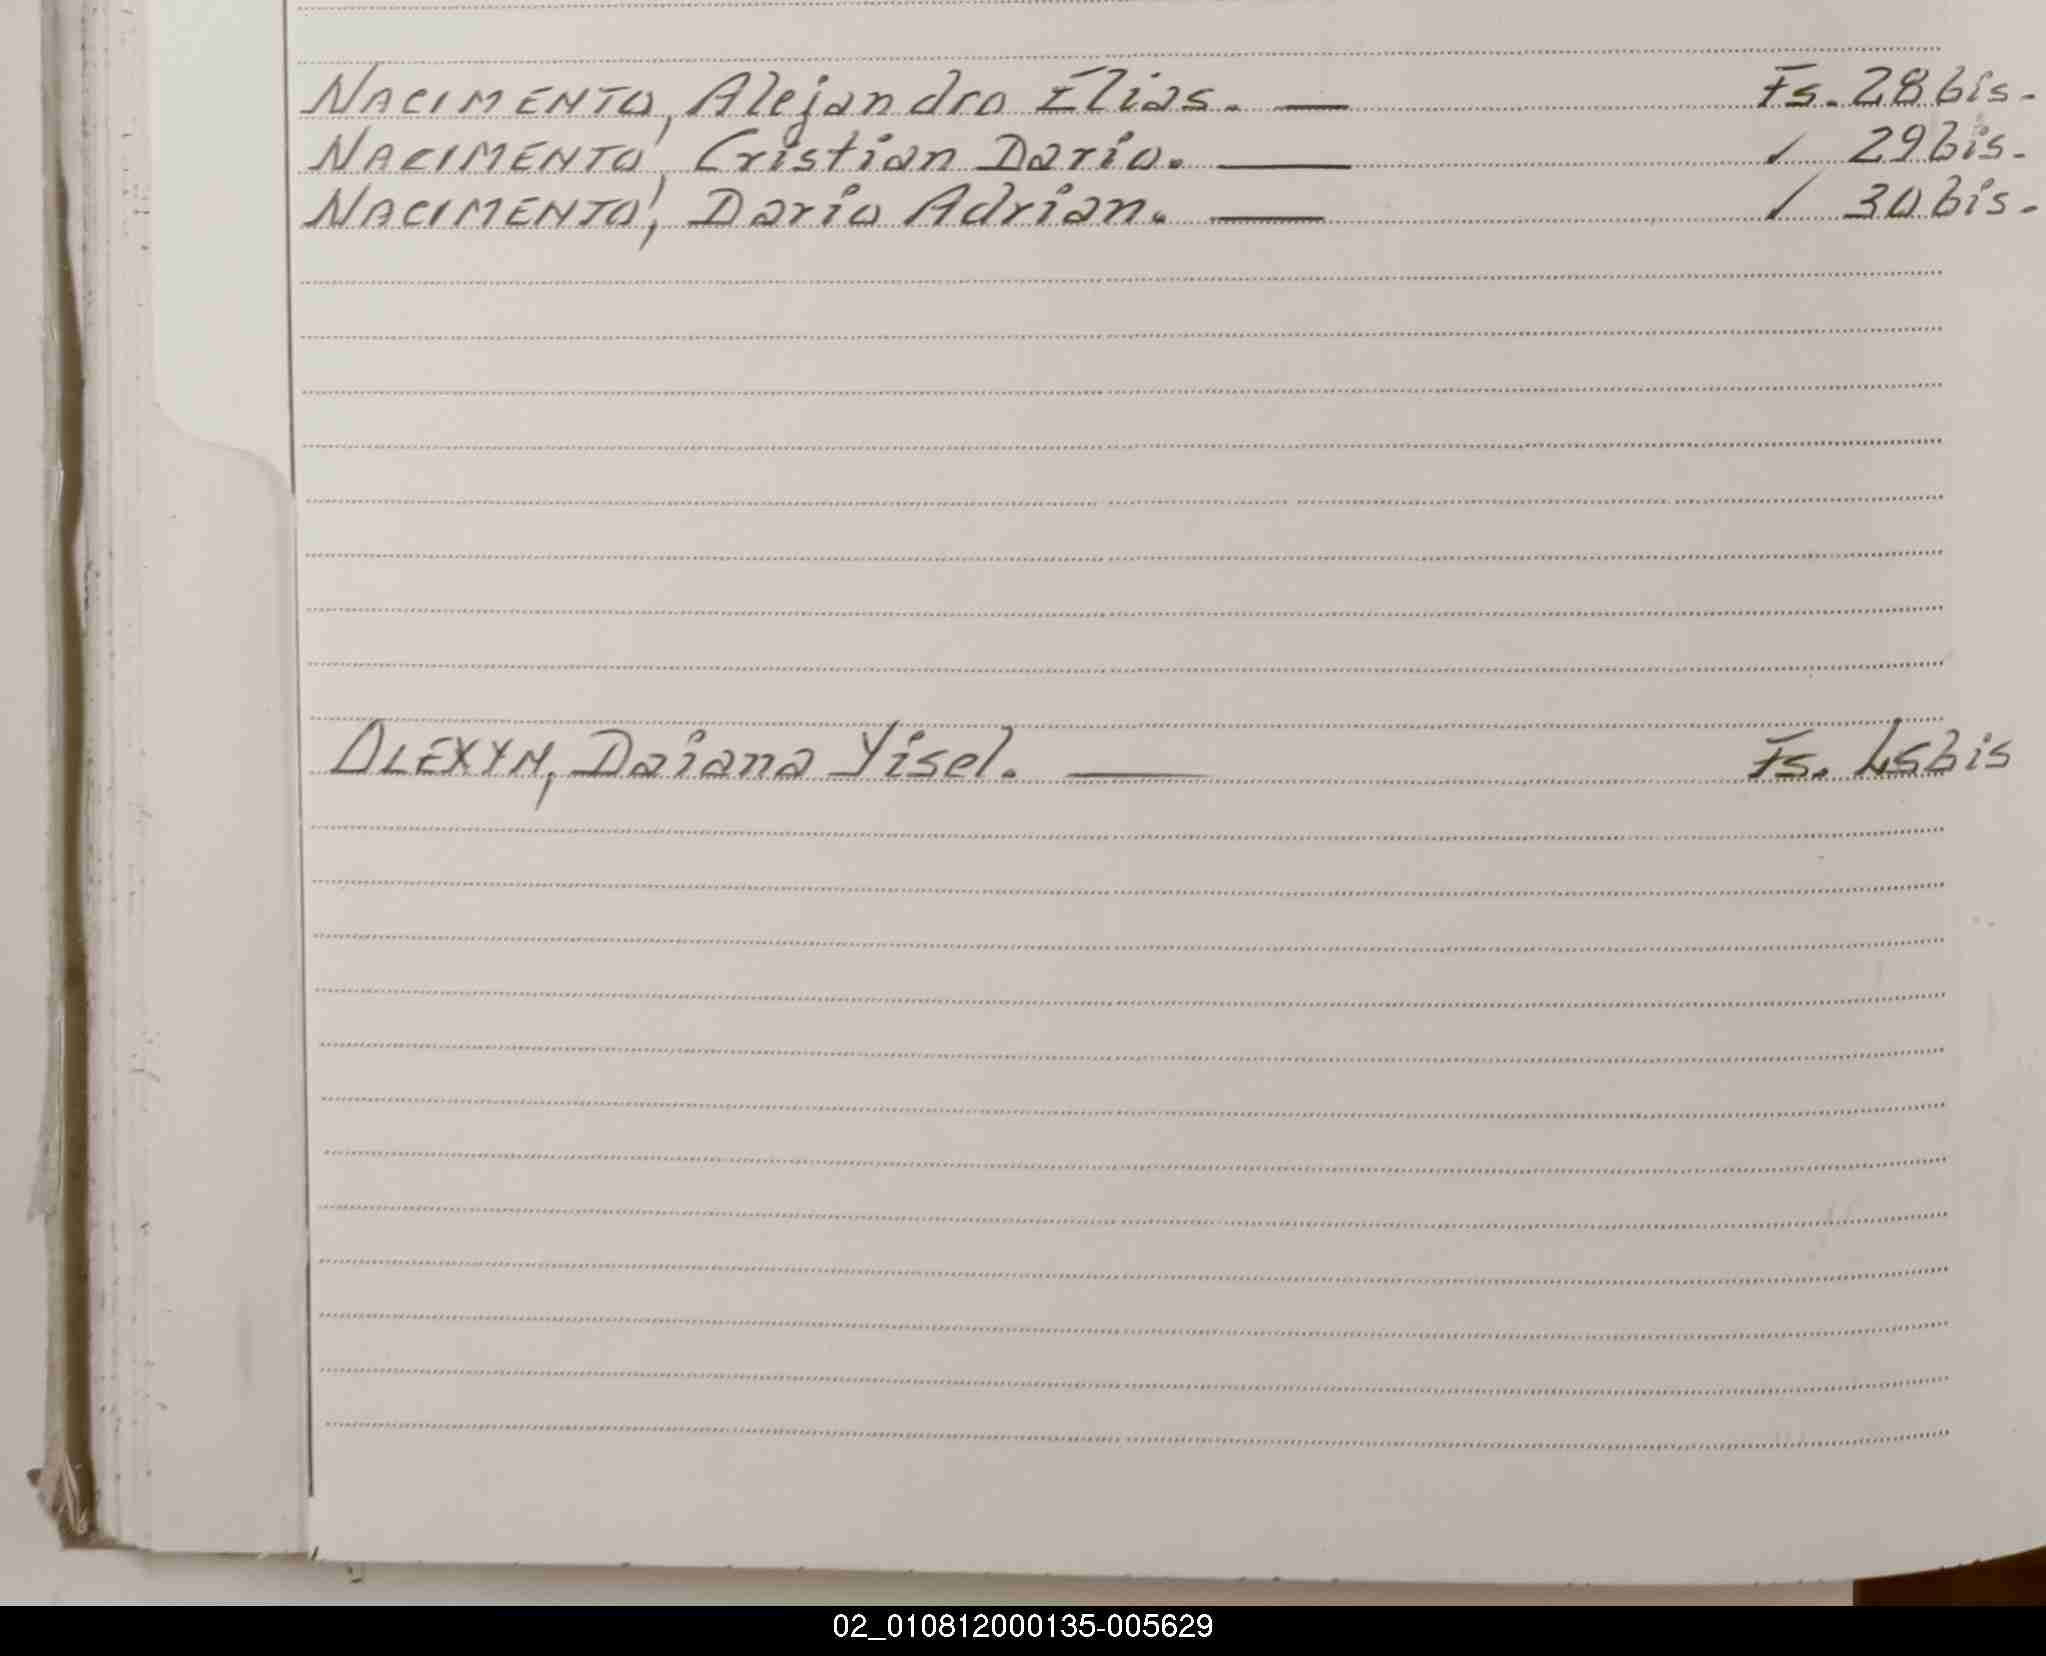 NACIMENTO, Alejandro Elias. — Fs. 28 bis.-
NACIMENTO, Cristian Dario. — ✓ 29 bis.-
NACIMENTO, Dario Adrian. — ✓ 30 bis.-
OLEXYN, Daiana Yisel. — Fs. bis
02_010812000135-005629